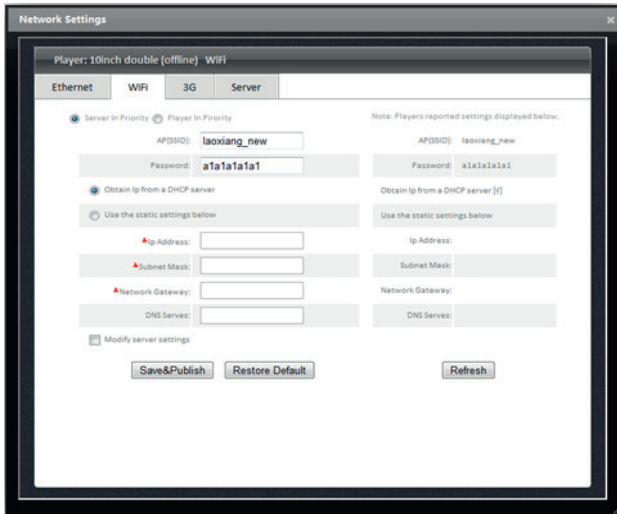 Network Settings
Player: 10inch double (offline) WiFi
Ethernet WiFi 3G Server
Server In Priority Player In Pirority Note: Players reported settings displayed below.
AP(SSID): laoxiang_new AP(SSID): laoxiang_new
Password: a1a1a1a1a1 Password: a1a1a1a1a1
Obtain Ip from a DHCP server Obtain Ip from a DHCP server [Y]
Use the static settings below Use the static settings below
Ip Address: Ip Address:
Subnet Mask: Subnet Mask:
Network Gateway: Network Gateway:
DNS Serves: DNS Serves:
Modify server settings
Save&Publish Restore Default Refresh